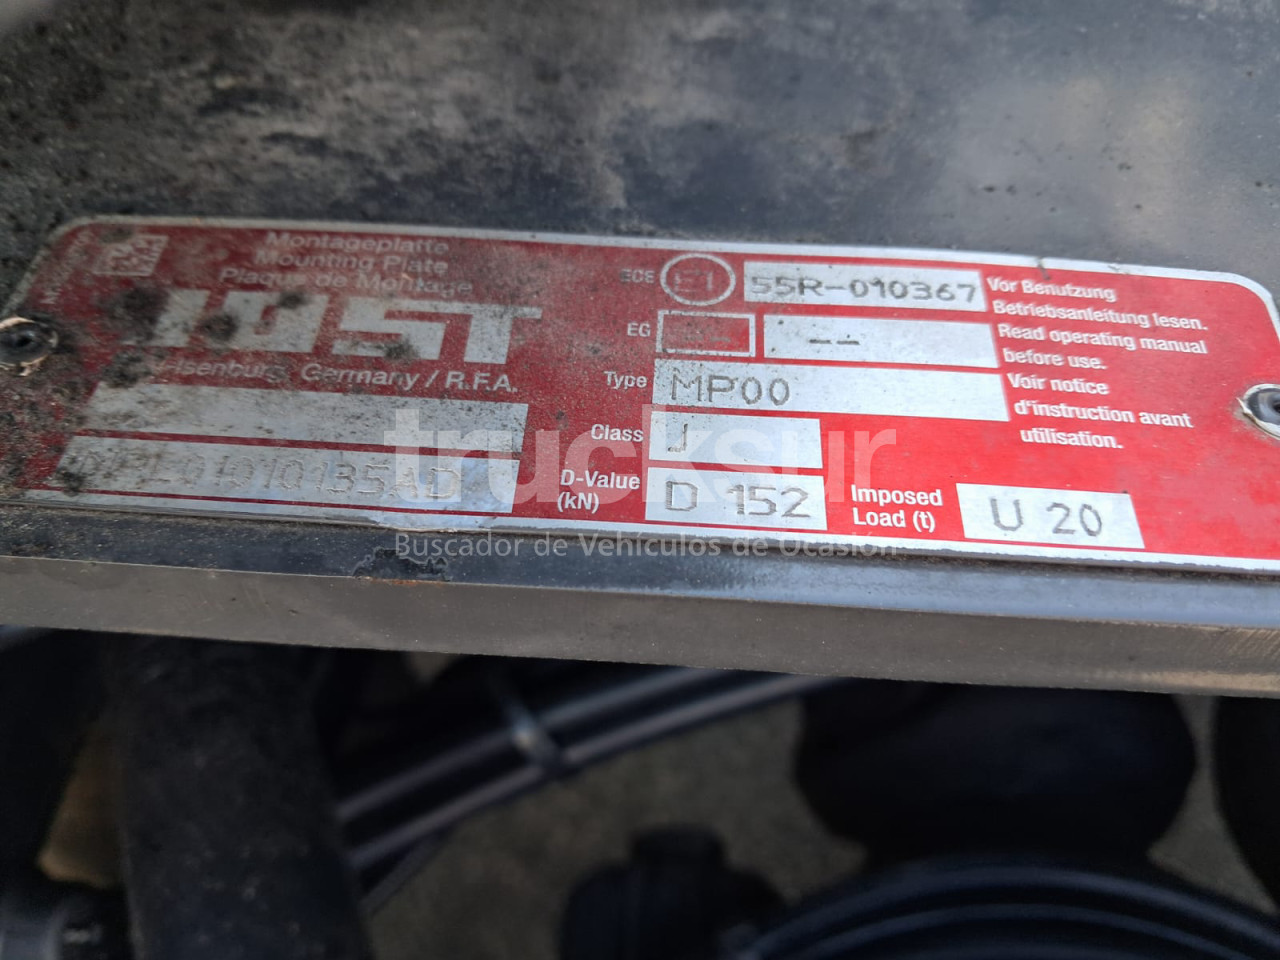 Montageplatte
Mounting Plate
Plaque de Montage
JOST
-Isenburg, Germany / R.F.A.
ECE E1 55R-010367
EG -- --
Type MP00
Class J
D-Value (kN) D 152
Imposed Load (t) U 20
Vor Benutzung
Betriebsanleitung lesen.
Read operating manual
before use.
Voir notice
d'instruction avant
utilisation.
trucksur
Buscador de Vehículos de Ocasión